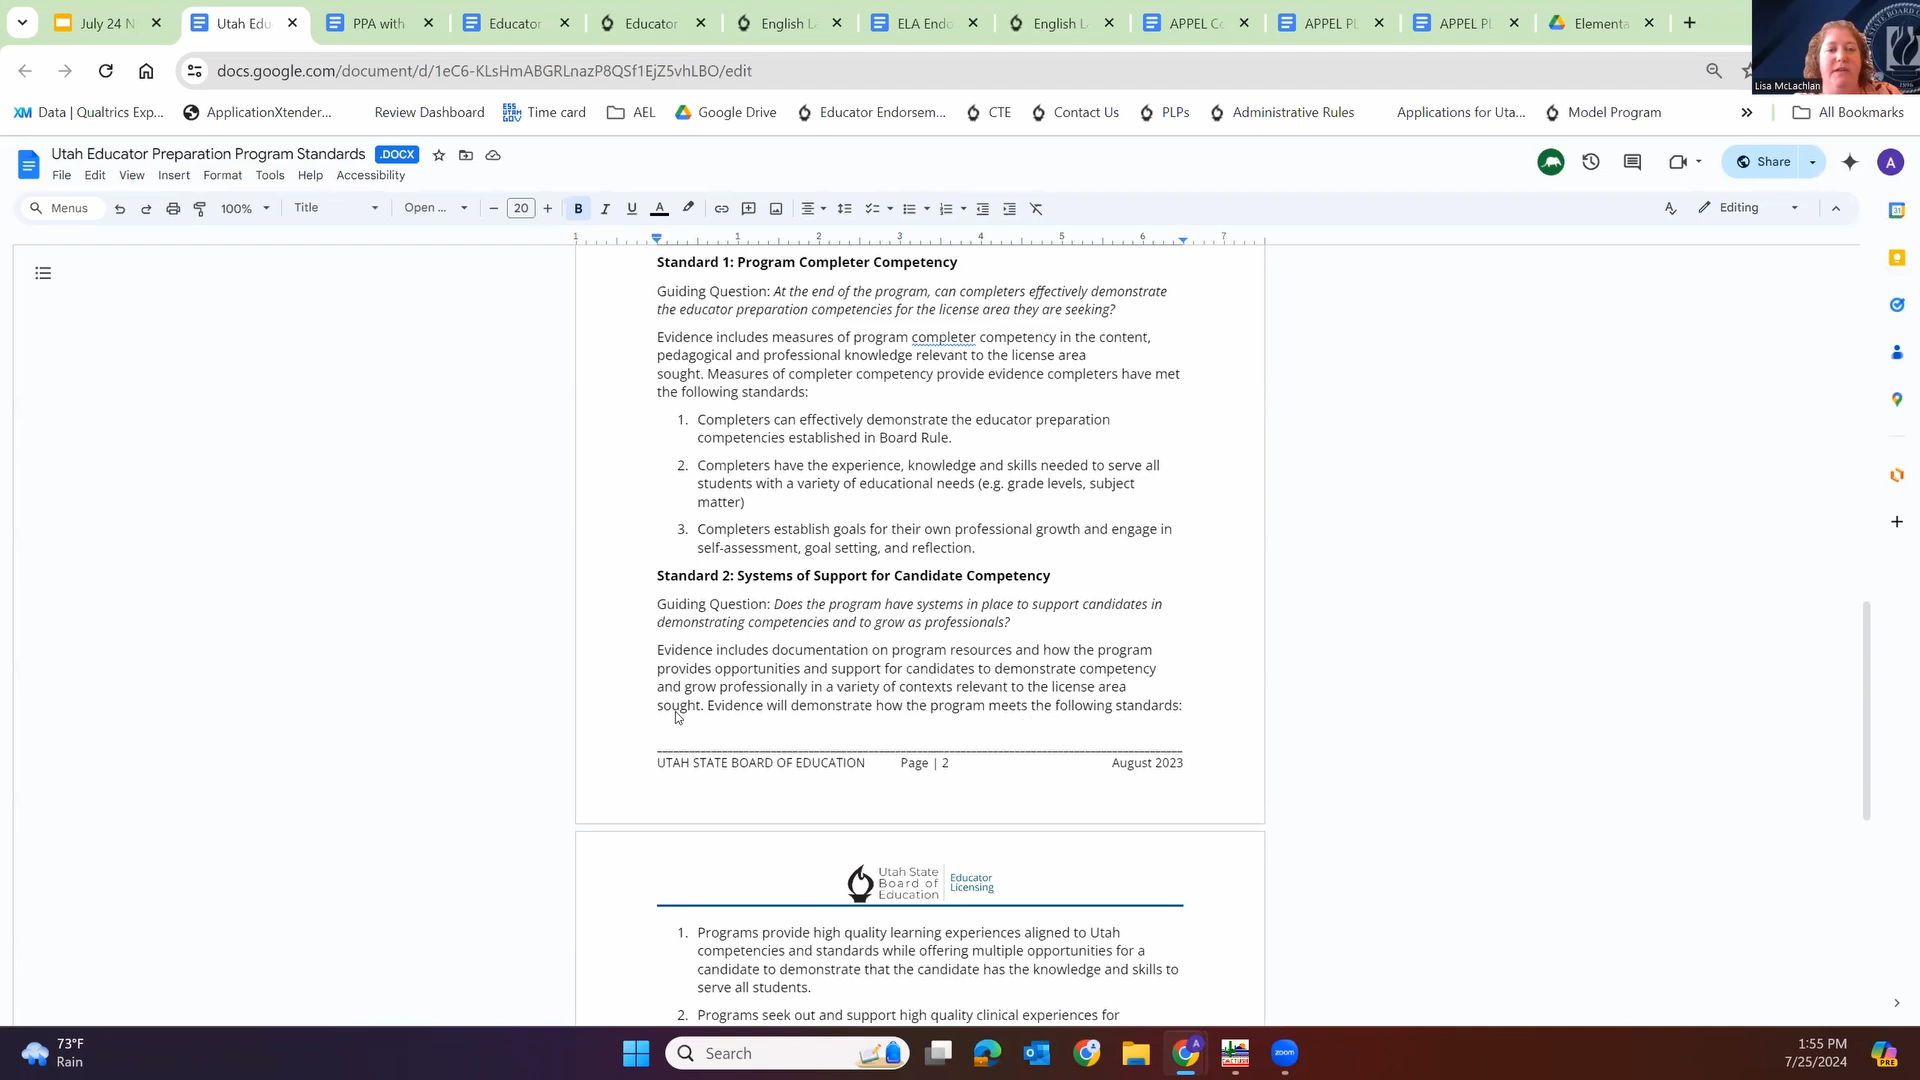 July 24 N
Utah Edu
PPA with
Educator
Educator
English L
ELA Endo
English L
APPEL Co
APPEL PL
APPEL PL
Elementa
docs.google.com/document/d/1eC6-KLsHmABGRLnazP8QSf1EjZ5vhLBO/edit
Lisa McLachlan
XM Data | Qualtrics Exp...
ApplicationXtender...
Review Dashboard
Time card
AEL
Google Drive
Educator Endorsem...
CTE
Contact Us
PLPs
Administrative Rules
Applications for Uta...
Model Program
All Bookmarks
Utah Educator Preparation Program Standards .DOCX
File Edit View Insert Format Tools Help Accessibility
Share
A
Menus
100%
Title
Open ...
20
B I U A
Editing
1 1 2 3 4 5 6 7
Standard 1: Program Completer Competency
Guiding Question: At the end of the program, can completers effectively demonstrate
the educator preparation competencies for the license area they are seeking?
Evidence includes measures of program completer competency in the content,
pedagogical and professional knowledge relevant to the license area
sought. Measures of completer competency provide evidence completers have met
the following standards:
1. Completers can effectively demonstrate the educator preparation
competencies established in Board Rule.
2. Completers have the experience, knowledge and skills needed to serve all
students with a variety of educational needs (e.g. grade levels, subject
matter)
3. Completers establish goals for their own professional growth and engage in
self-assessment, goal setting, and reflection.
Standard 2: Systems of Support for Candidate Competency
Guiding Question: Does the program have systems in place to support candidates in
demonstrating competencies and to grow as professionals?
Evidence includes documentation on program resources and how the program
provides opportunities and support for candidates to demonstrate competency
and grow professionally in a variety of contexts relevant to the license area
sought. Evidence will demonstrate how the program meets the following standards:
UTAH STATE BOARD OF EDUCATION Page | 2 August 2023
Utah State
Board of
Education
Educator
Licensing
1. Programs provide high quality learning experiences aligned to Utah
competencies and standards while offering multiple opportunities for a
candidate to demonstrate that the candidate has the knowledge and skills to
serve all students.
2. Programs seek out and support high quality clinical experiences for
73°F
Rain
Search
zoom
1:55 PM
7/25/2024
PRE